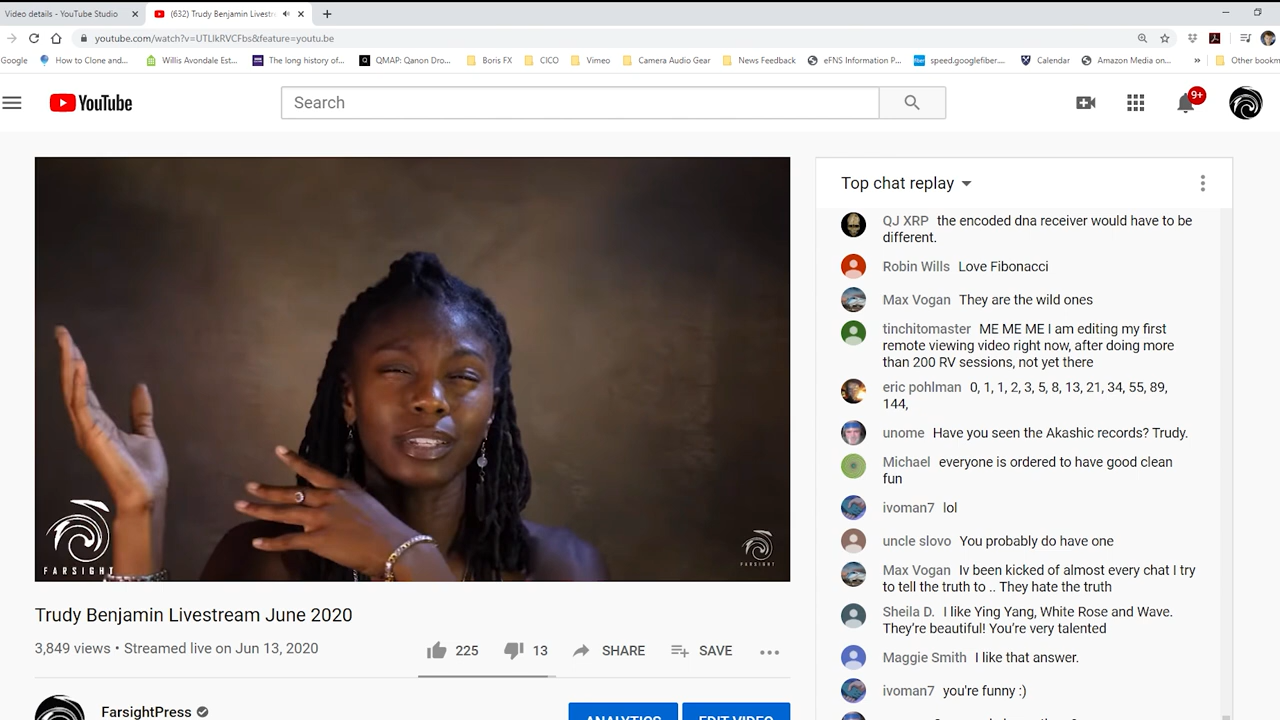 Video details - YouTube Studio
(632) Trudy Benjamin Livestr
youtube.com/watch?v=UTLlkRVCFbs&feature=youtu.be
Google
How to Clone and...
Willis Avondale Est...
The long history of...
QMAP: Qanon Dro...
Boris FX
CICO
Vimeo
Camera Audio Gear
News Feedback
eFNS Information P...
fiber
speed.googlefiber....
Calendar
Amazon Media on...
»
Other bookm
YouTube
Search
9+
FARSIGHT
FARSIGHT
Trudy Benjamin Livestream June 2020
3,849 views • Streamed live on Jun 13, 2020
225
13
SHARE
SAVE
FarsightPress
ANALYTICS
EDIT VIDEO
Top chat replay
QJ XRP the encoded dna receiver would have to be
different.
Robin Wills Love Fibonacci
Max Vogan They are the wild ones
tinchitomaster ME ME ME I am editing my first
remote viewing video right now, after doing more
than 200 RV sessions, not yet there
eric pohlman 0, 1, 1, 2, 3, 5, 8, 13, 21, 34, 55, 89,
144,
unome Have you seen the Akashic records? Trudy.
Michael everyone is ordered to have good clean
fun
ivoman7 lol
uncle slovo You probably do have one
Max Vogan Iv been kicked of almost every chat I try
to tell the truth to .. They hate the truth
Sheila D. I like Ying Yang, White Rose and Wave.
They're beautiful! You're very talented
Maggie Smith I like that answer.
ivoman7 you're funny :)